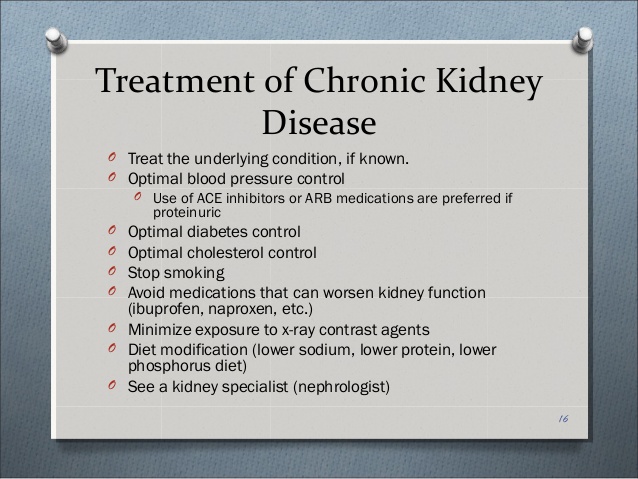 Treatment of Chronic Kidney
Disease
Treat the underlying condition, if known.
Optimal blood pressure control
Use of ACE inhibitors or ARB medications are preferred if
proteinuric
Optimal diabetes control
Optimal cholesterol control
Stop smoking
Avoid medications that can worsen kidney function
(ibuprofen, naproxen, etc.)
Minimize exposure to x-ray contrast agents
Diet modification (lower sodium, lower protein, lower
phosphorus diet)
See a kidney specialist (nephrologist)
16